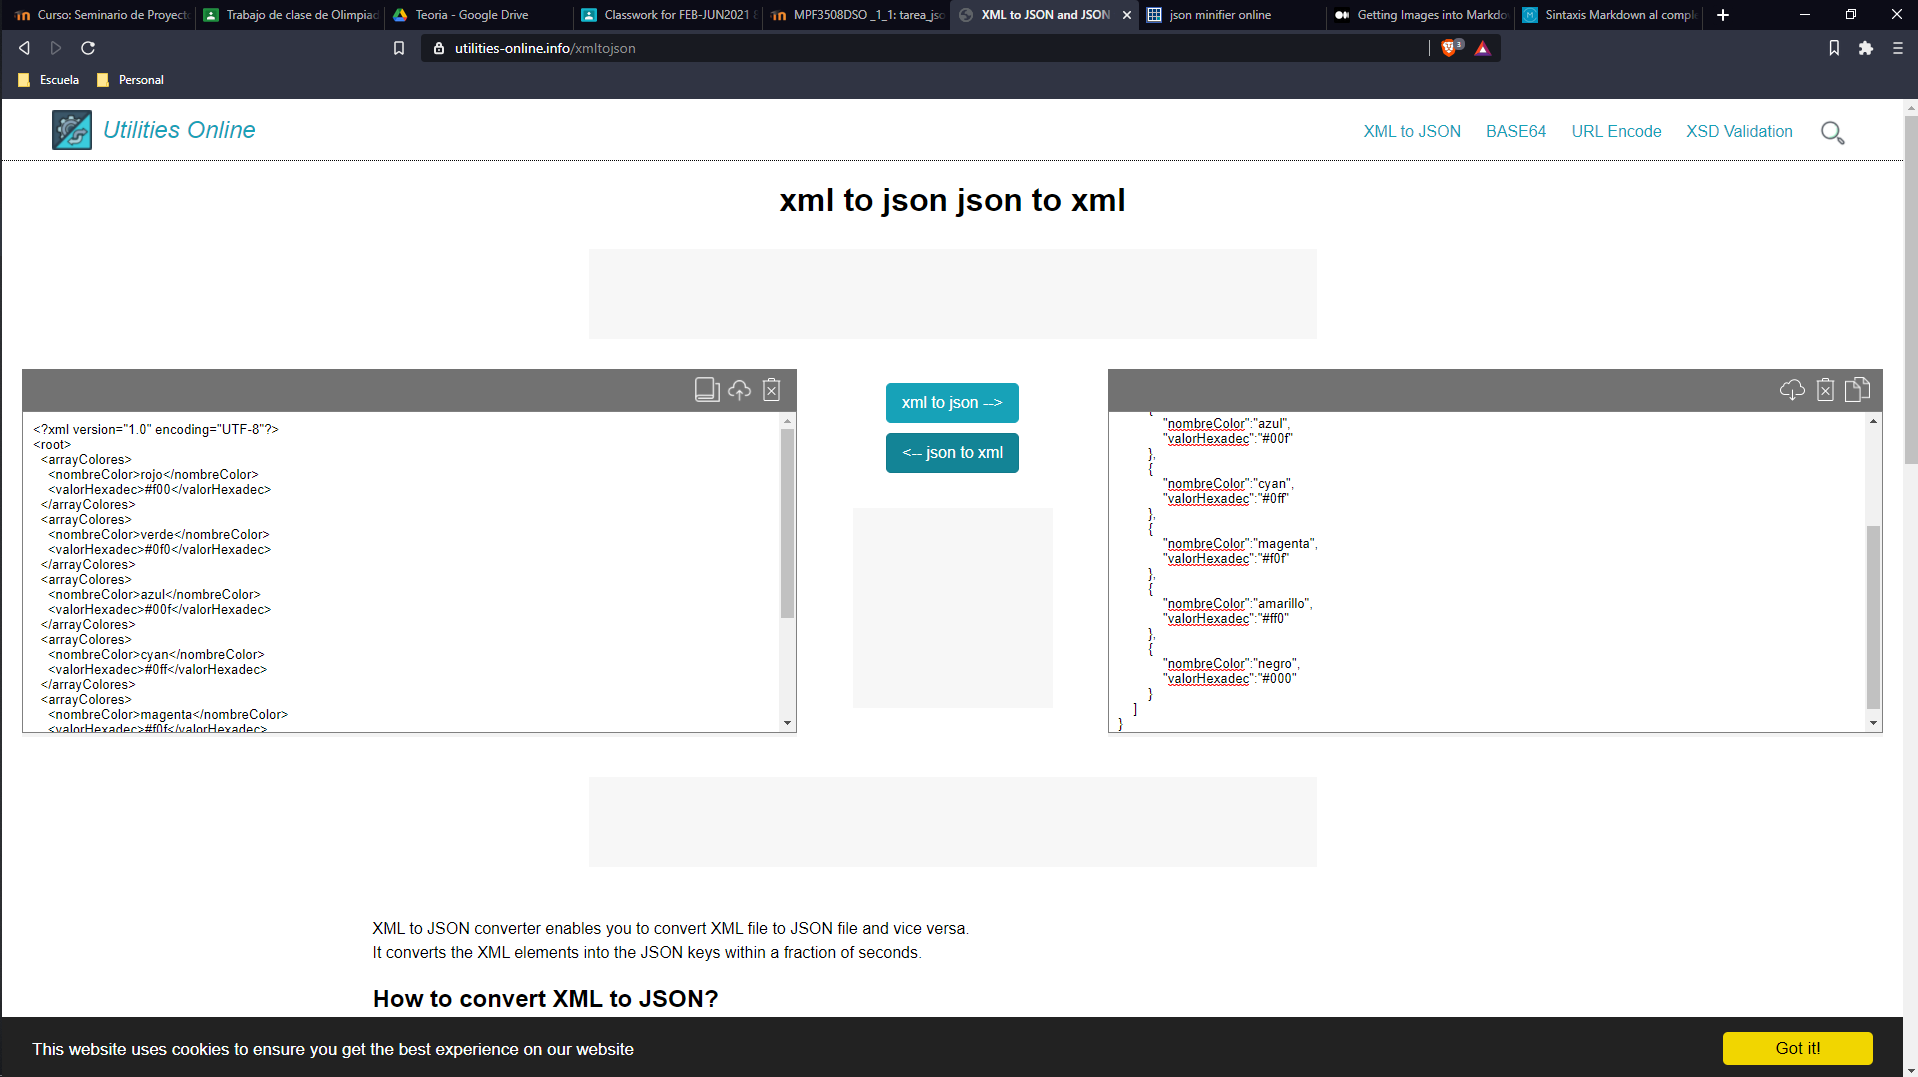 Curso: Seminario de Proyect
Trabajo de clase de Olimpiad
Teoria - Google Drive
Classwork for FEB-JUN2021 8
MPF3508DSO _1_1: tarea_jso
XML to JSON and JSON
json minifier online
Getting Images into Markdo
Sintaxis Markdown al compl
utilities-online.info/xmltojson
3
Escuela
Personal
Utilities Online
XML to JSON
BASE64
URL Encode
XSD Validation
xml to json json to xml
<?xml version="1.0" encoding="UTF-8"?>
<root>
<arrayColores>
<nombreColor>rojo</nombreColor>
<valorHexadec>#f00</valorHexadec>
</arrayColores>
<arrayColores>
<nombreColor>verde</nombreColor>
<valorHexadec>#0f0</valorHexadec>
</arrayColores>
<arrayColores>
<nombreColor>azul</nombreColor>
<valorHexadec>#00f</valorHexadec>
</arrayColores>
<arrayColores>
<nombreColor>cyan</nombreColor>
<valorHexadec>#0ff</valorHexadec>
</arrayColores>
<arrayColores>
<nombreColor>magenta</nombreColor>
<valorHexadec>#f0f</valorHexadec>
xml to json -->
<-- json to xml
{
"nombreColor":"azul",
"valorHexadec":"#00f"
},
{
"nombreColor":"cyan",
"valorHexadec":"#0ff"
},
{
"nombreColor":"magenta",
"valorHexadec":"#f0f"
},
{
"nombreColor":"amarillo",
"valorHexadec":"#ff0"
},
{
"nombreColor":"negro",
"valorHexadec":"#000"
}
]
}
XML to JSON converter enables you to convert XML file to JSON file and vice versa.
It converts the XML elements into the JSON keys within a fraction of seconds.
How to convert XML to JSON?
This website uses cookies to ensure you get the best experience on our website
Got it!